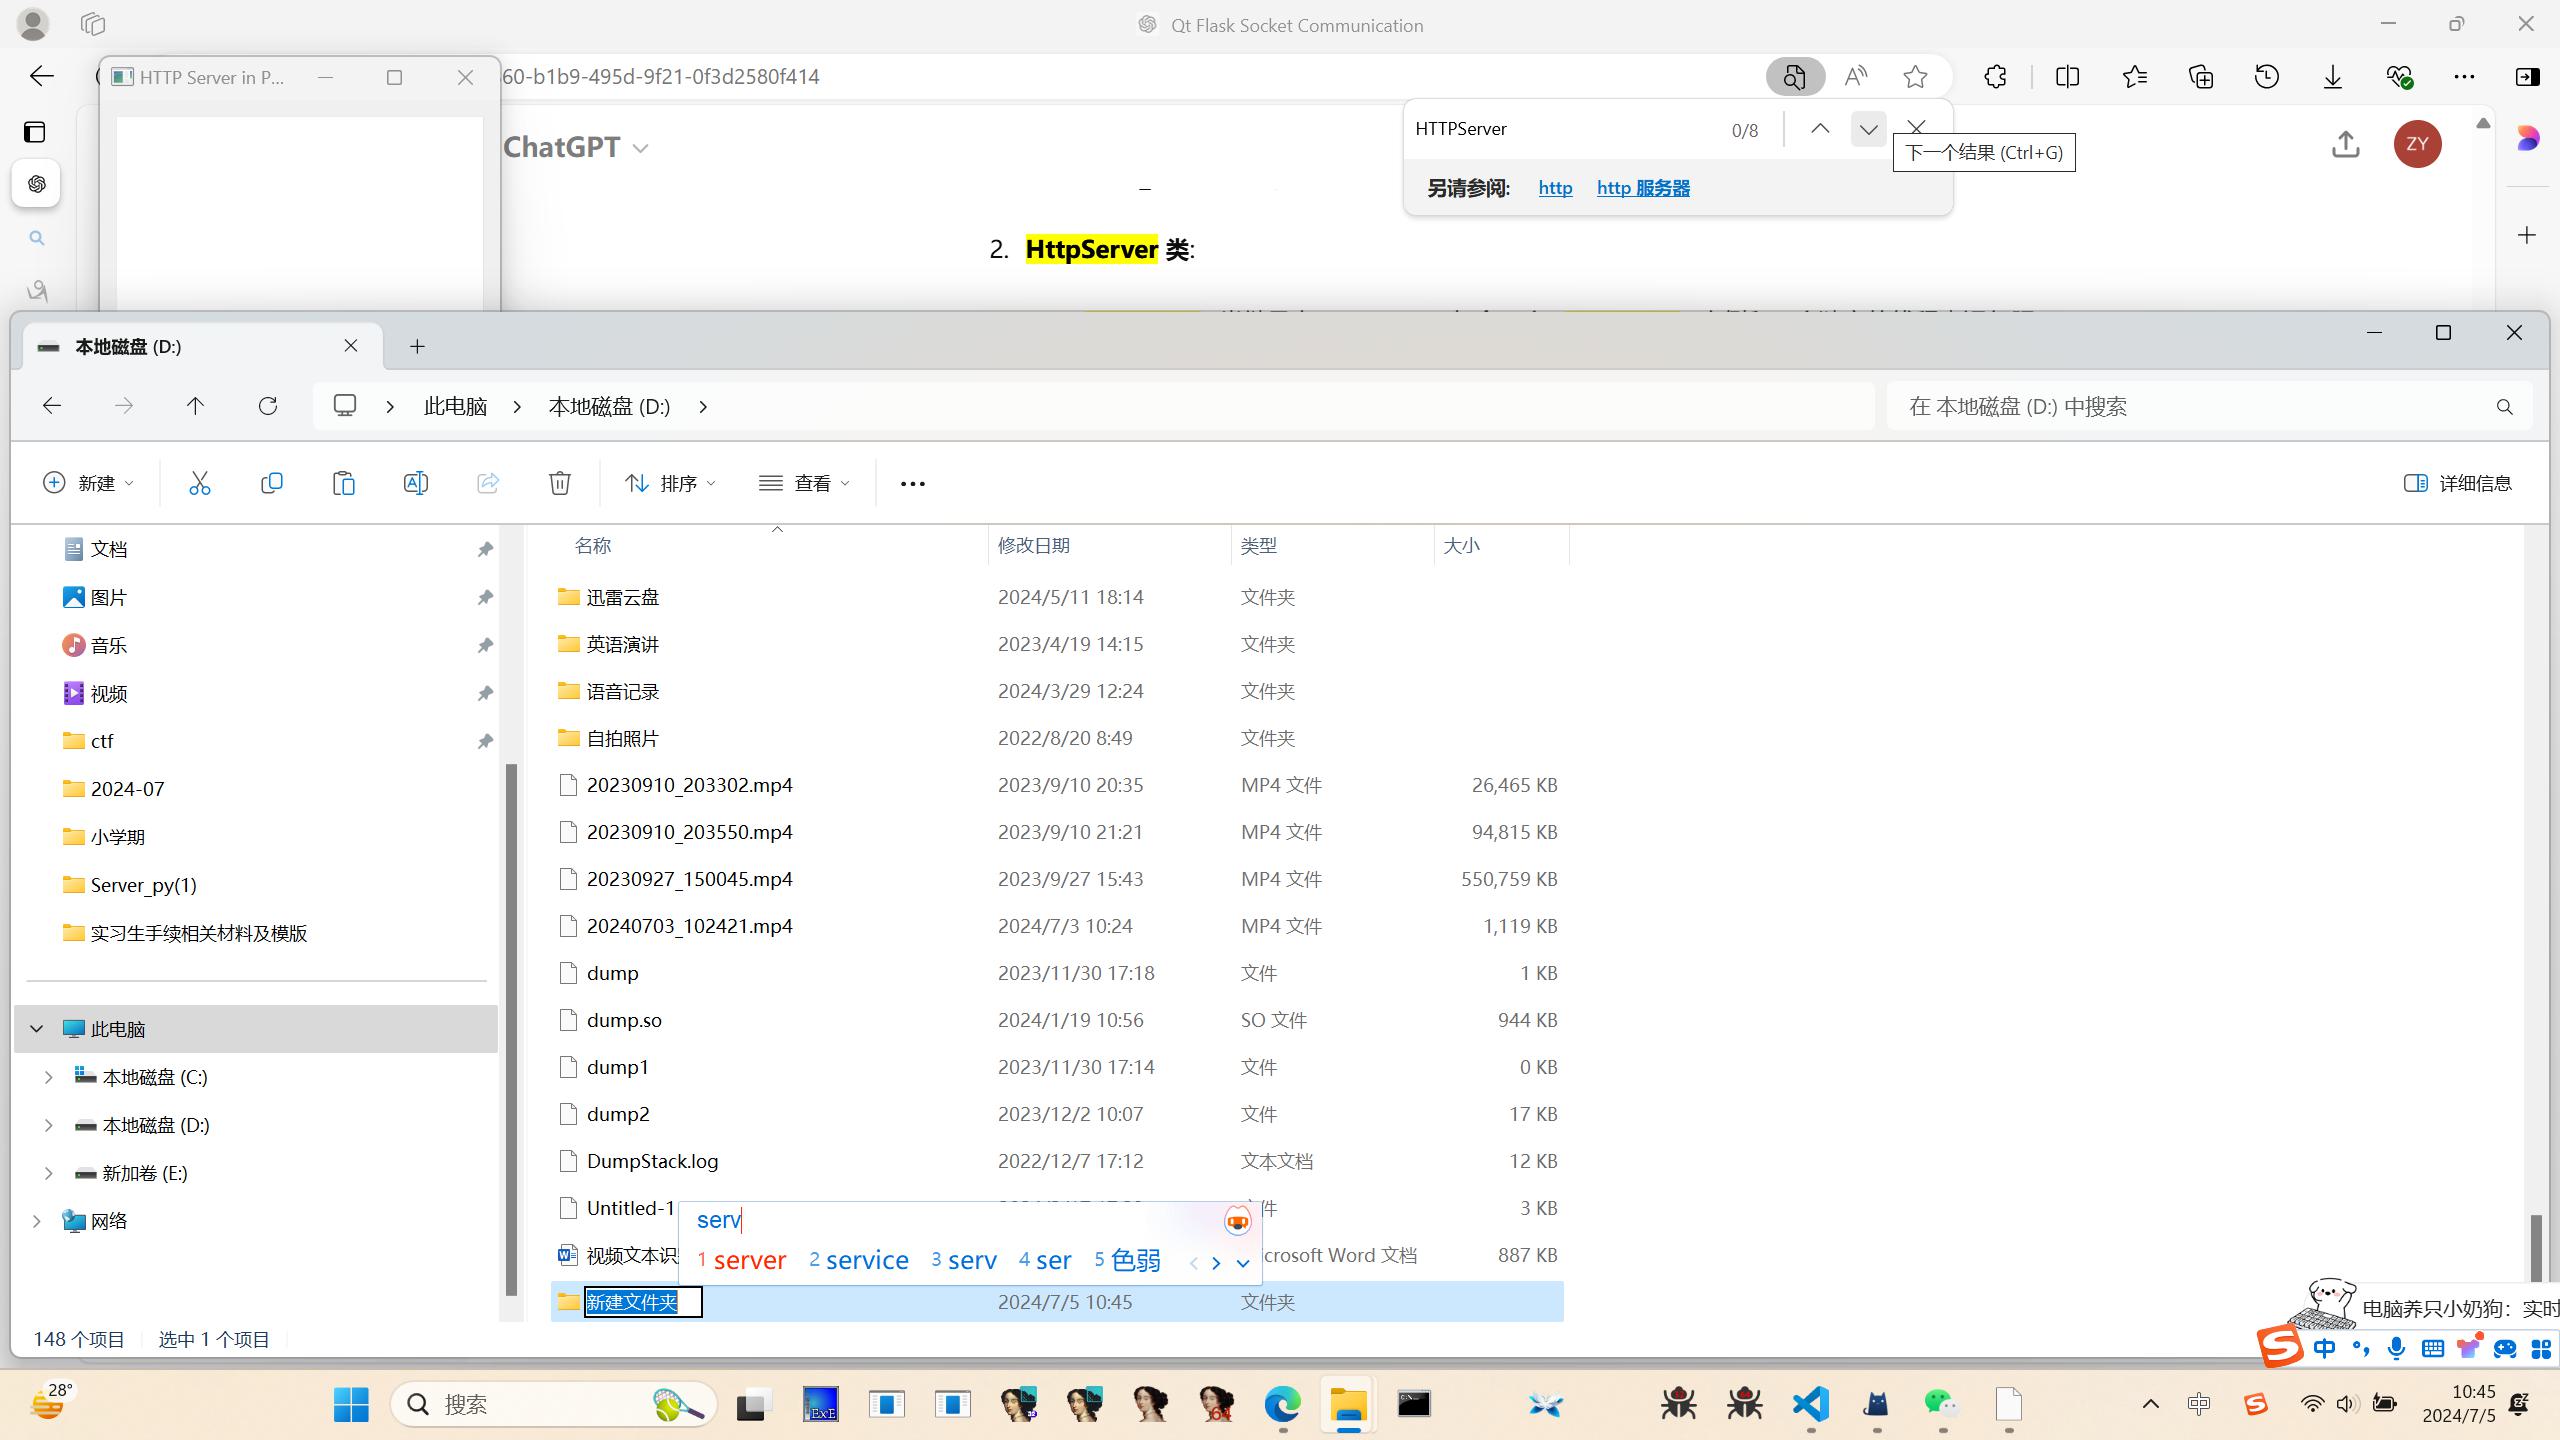 Qt Flask Socket Communication
HTTP Server in P...
60-b1b9-495d-9f21-0f3d2580f414
HTTPServer
0/8
下一个结果 (Ctrl+G)
另请参阅:
http
http 服务器
ChatGPT
ZY
2. HttpServer 类:
本地磁盘 (D:)
此电脑
本地磁盘 (D:)
在 本地磁盘 (D:) 中搜索
新建
排序
查看
详细信息
文档
图片
音乐
视频
ctf
2024-07
小学期
Server_py(1)
实习生手续相关材料及模版
此电脑
本地磁盘 (C:)
本地磁盘 (D:)
新加卷 (E:)
网络
名称 修改日期 类型 大小
迅雷云盘 2024/5/11 18:14 文件夹
英语演讲 2023/4/19 14:15 文件夹
语音记录 2024/3/29 12:24 文件夹
自拍照片 2022/8/20 8:49 文件夹
20230910_203302.mp4 2023/9/10 20:35 MP4 文件 26,465 KB
20230910_203550.mp4 2023/9/10 21:21 MP4 文件 94,815 KB
20230927_150045.mp4 2023/9/27 15:43 MP4 文件 550,759 KB
20240703_102421.mp4 2024/7/3 10:24 MP4 文件 1,119 KB
dump 2023/11/30 17:18 文件 1 KB
dump.so 2024/1/19 10:56 SO 文件 944 KB
dump1 2023/11/30 17:14 文件 0 KB
dump2 2023/12/2 10:07 文件 17 KB
DumpStack.log 2022/12/7 17:12 文本文档 12 KB
Untitled-1 件 3 KB
视频文本识 icrosoft Word 文档 887 KB
serv
1 server 2 service 3 serv 4 ser 5 色弱
新建文件夹 2024/7/5 10:45 文件夹
148 个项目
选中 1 个项目
电脑养只小奶狗：实时
中
28°
搜索
ExE
64
中
10:45
2024/7/5